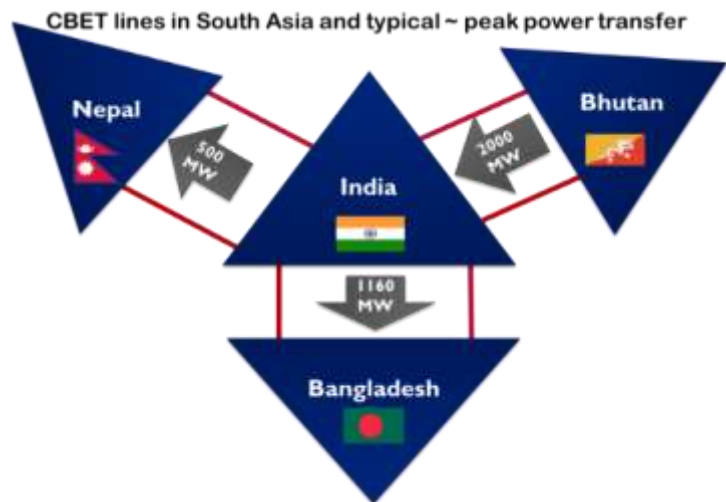 CBET lines in South Asia and typical ~ peak power transfer
Nepal
Bhutan
500
MW
2000
MW
India
1160
MW
Bangladesh